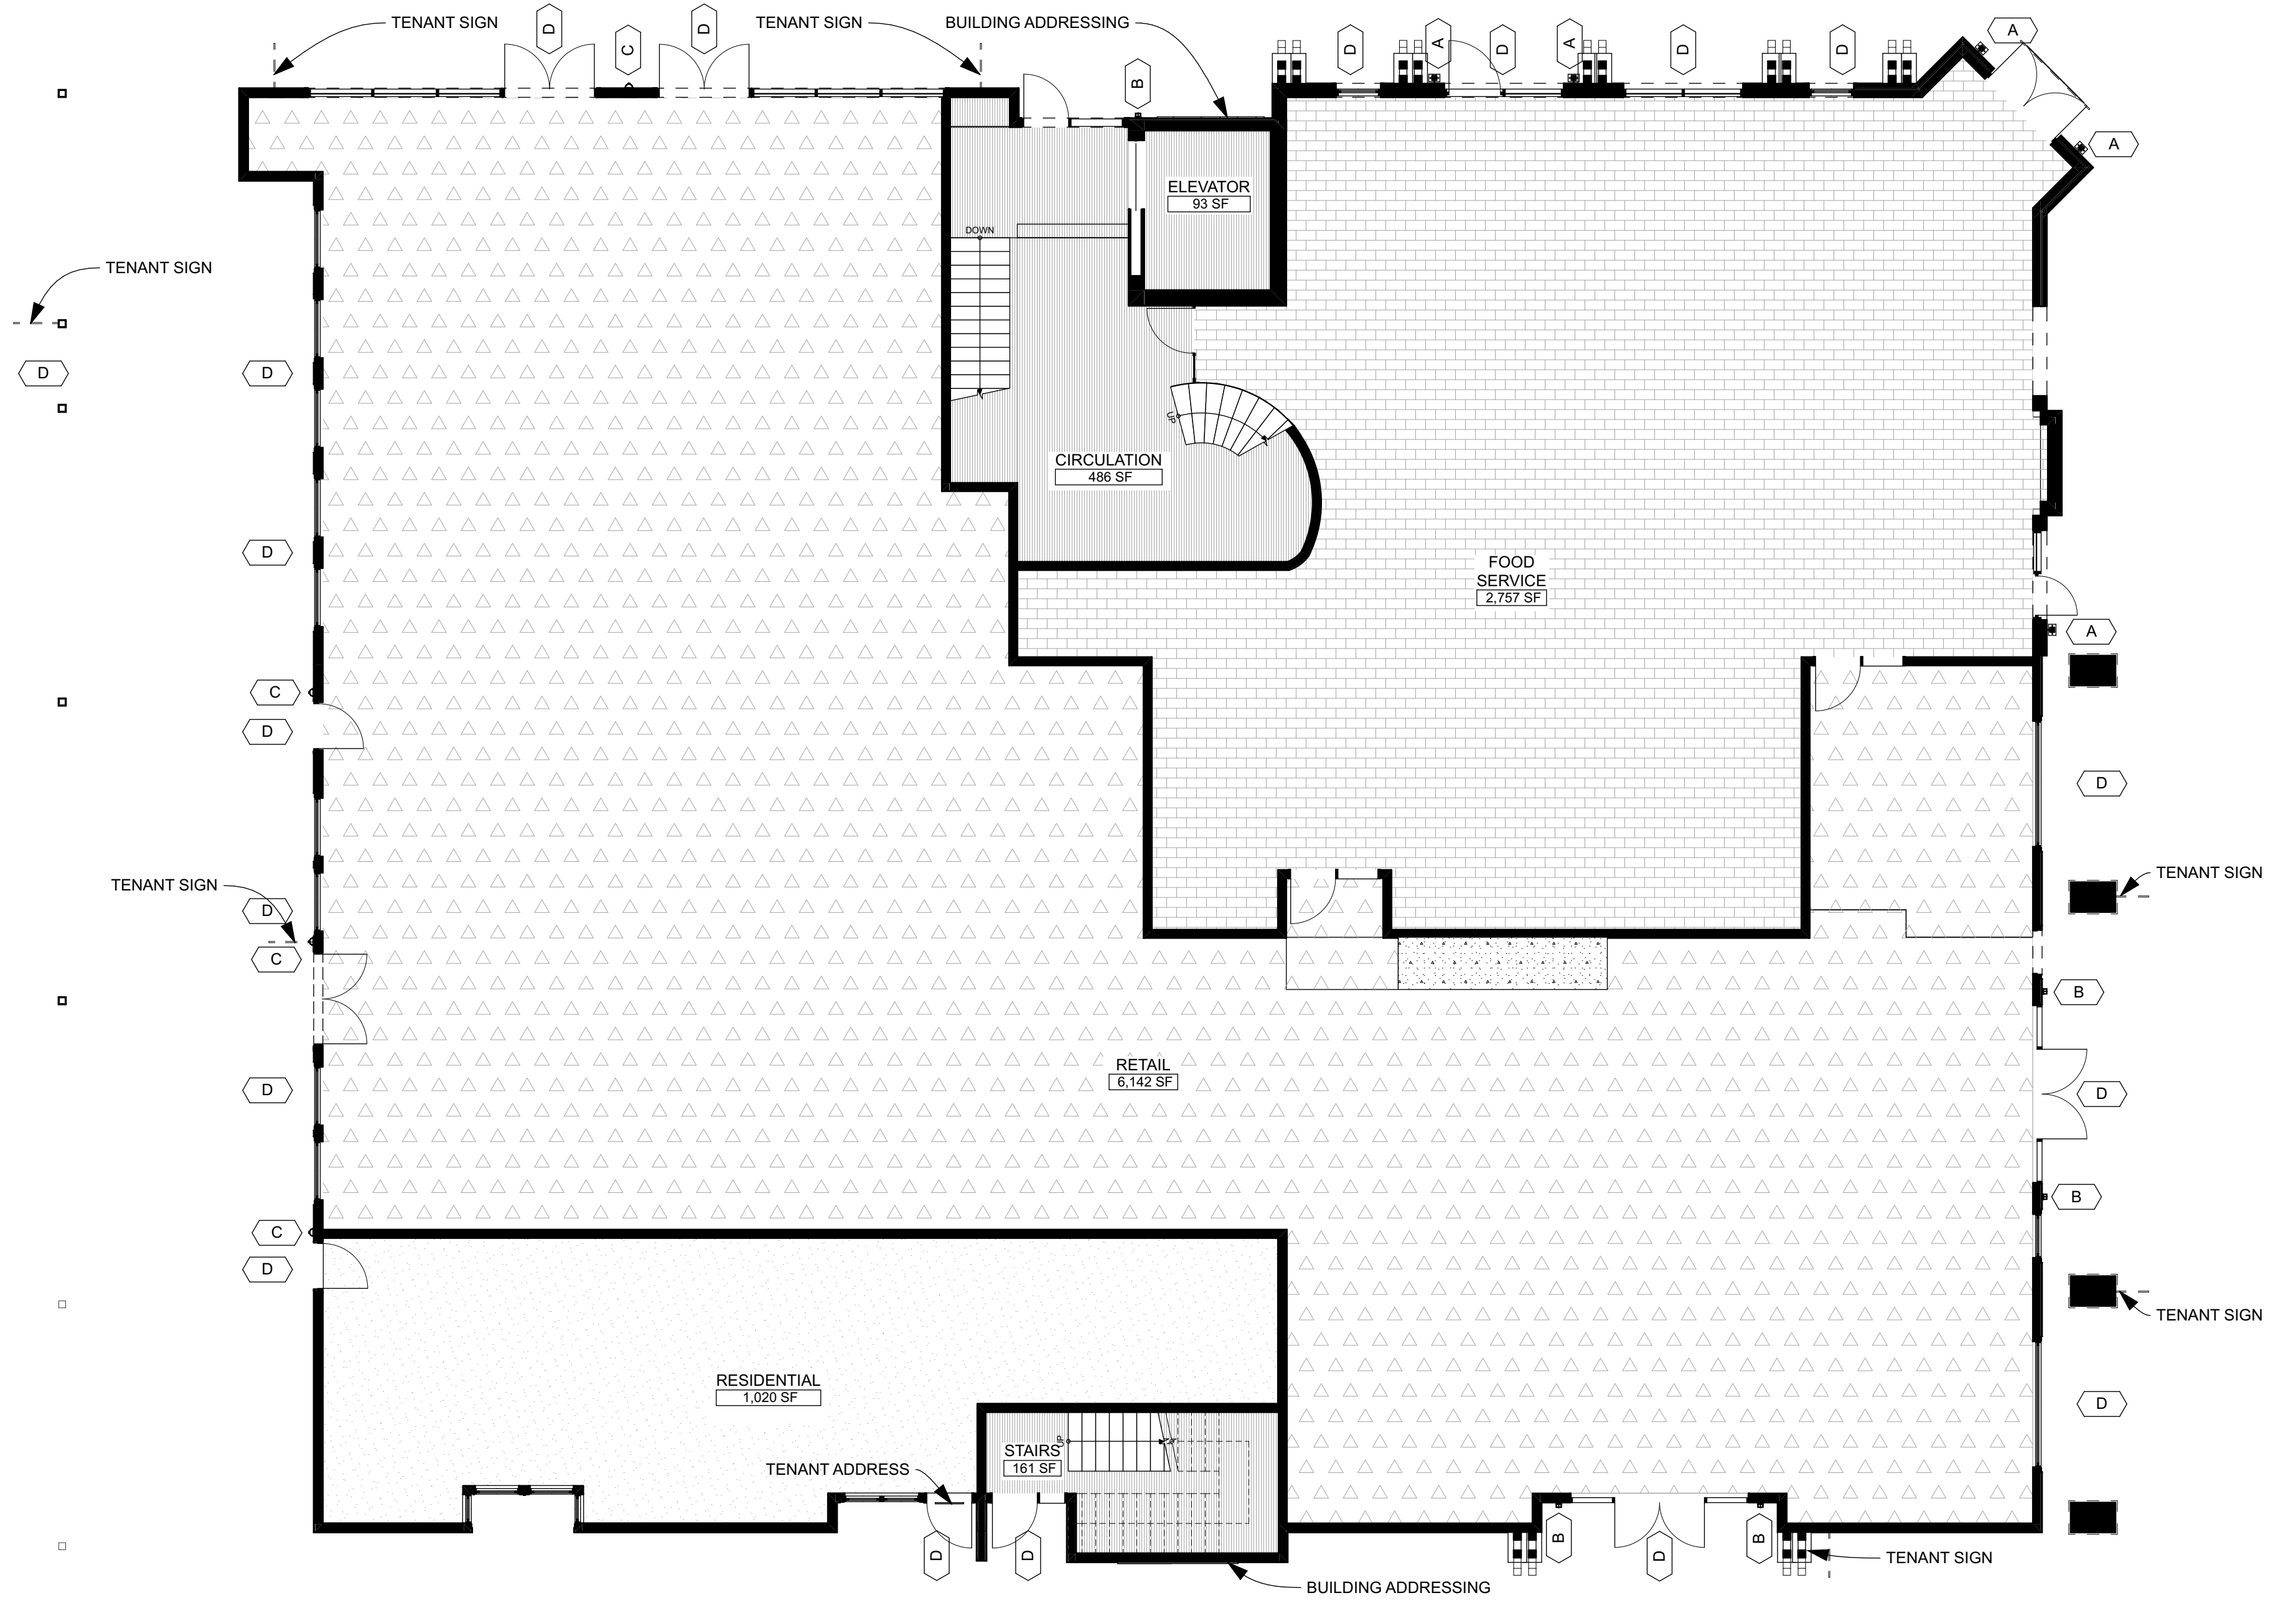 TENANT SIGN
TENANT SIGN
BUILDING ADDRESSING
D
C
D
B
D
A
D
A
D
D
A
A
ELEVATOR
93 SF
DOWN
TENANT SIGN
D
D
UP
CIRCULATION
486 SF
D
FOOD
SERVICE
2,757 SF
A
C
D
D
TENANT SIGN
TENANT SIGN
D
C
B
RETAIL
6,142 SF
D
D
B
C
D
TENANT SIGN
RESIDENTIAL
1,020 SF
D
UP
STAIRS
161 SF
TENANT ADDRESS
D
D
B
D
B
TENANT SIGN
BUILDING ADDRESSING